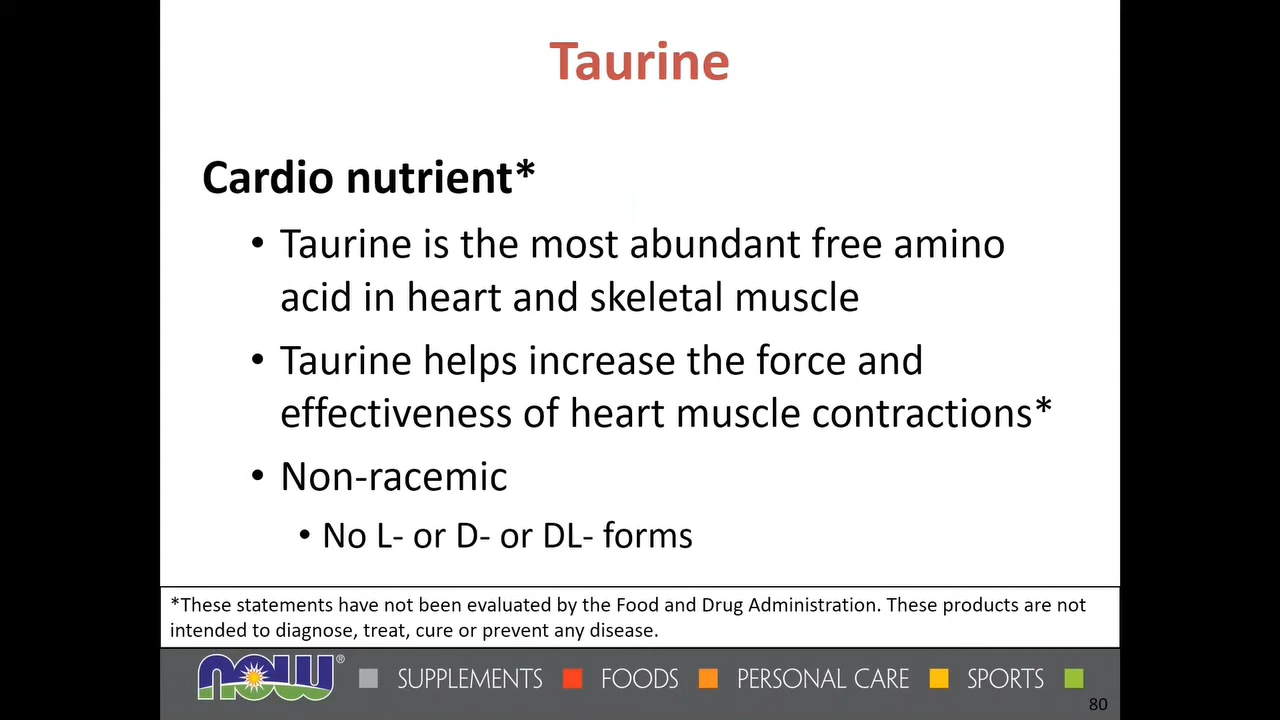 Taurine
Cardio nutrient*
• Taurine is the most abundant free amino
acid in heart and skeletal muscle
• Taurine helps increase the force and
effectiveness of heart muscle contractions*
• Non-racemic
• No L- or D- or DL- forms
*These statements have not been evaluated by the Food and Drug Administration. These products are not
intended to diagnose, treat, cure or prevent any disease.
now® SUPPLEMENTS FOODS PERSONAL CARE SPORTS
80